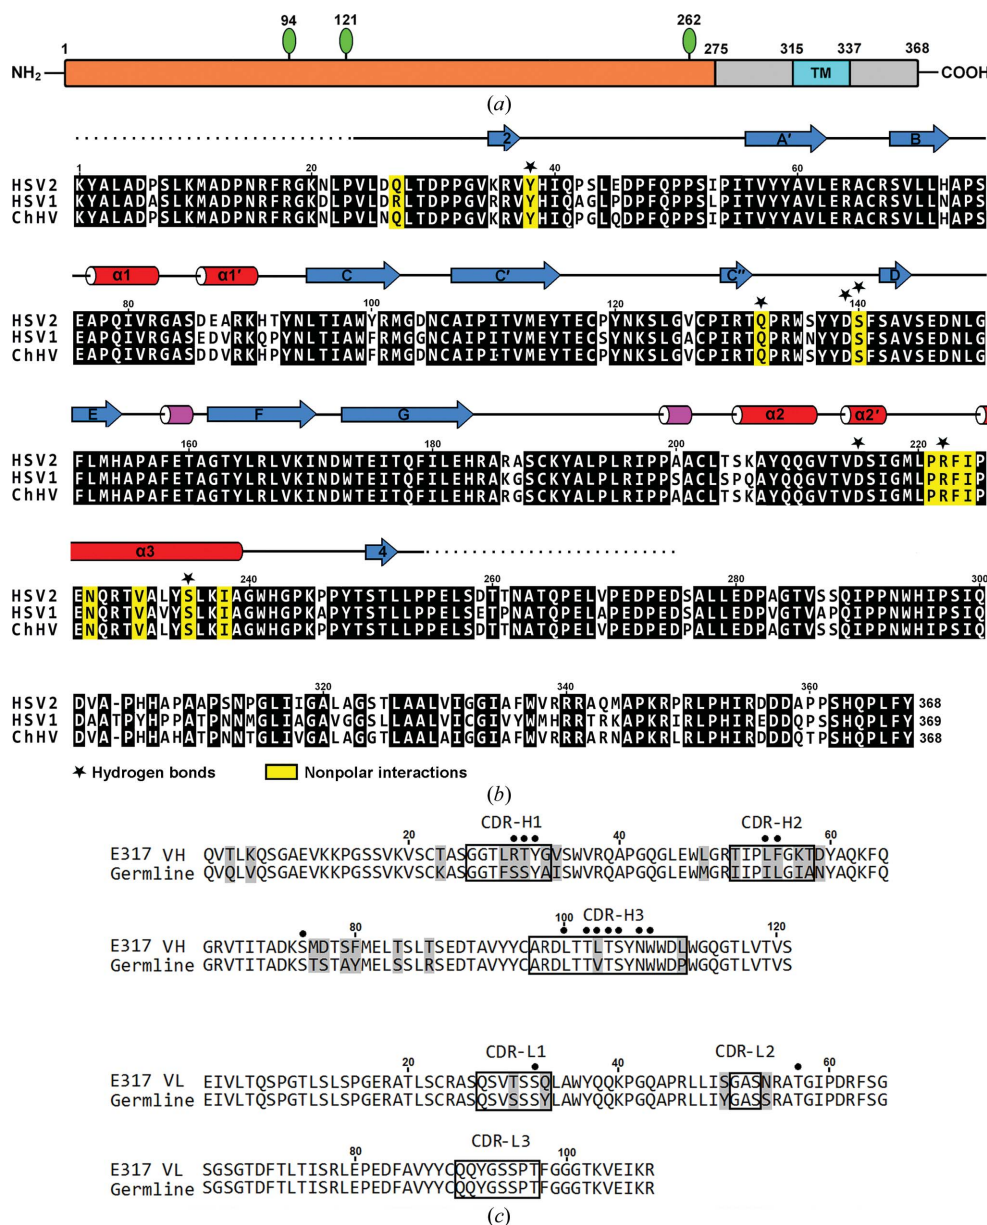 94 121 262
1 275 315 337 368
NH2 TM COOH
(a)
2 A′ B
1 20 40 60
HSV2 KYALADPSLKMADPNRFRGKNLPVLDQLTDPPGVKRVYHIQPSLEDPFQPPSIPITVYYAVLERACRSVLLHAPS
HSV1 KYALADASLKMADPNRFRGKDLPVLDRLTDPPGVRRVYHIQAGLPDPFQPPSLPITVYYAVLERACRSVLLNAPS
ChHV KYALADPSLKMADPNRFRGKNLPVLNQLTDPPGVKRVYHIQPGLQDPFQPPSIPITVYYAVLERACRSVLLHAPS
α1 α1′ C C′ C″ D
80 100 120 140
HSV2 EAPQIVRGASDEARKHTYNLTIAWYRMGDNCAIPITVMEYTECPYNKSLGVCPIRTQPRWSYYDSFSAVSEDNLG
HSV1 EAPQIVRGASEDVRKQPYNLTIAWFRMGGNCAIPITVMEYTECSYNKSLGACPIRTQPRWNYYDSFSAVSEDNLG
ChHV EAPQIVRGASDDVRKHPYNLTIAWFRMGDNCAIPITVMEYTECPYNKSLGVCPIRTQPRWSYYDSFSAVSEDNLG
E F G α2 α2′
160 180 200 220
HSV2 FLMHAPAFETAGTYLRLVKINDWTEITQFILEHRARASCKYALPLRIPPAACLTSKAYQQGVTVDSIGMLPRFIP
HSV1 FLMHAPAFETAGTYLRLVKINDWTEITQFILEHRAKGSCKYALPLRIPPSACLSPQAYQQGVTVDSIGMLPRFIP
ChHV FLMHAPAFETAGTYLRLVKINDWTEITQFILEHRARGSCKYALPLRIPPAACLTSKAYQQGVTVDSIGMLPRFIP
α3 4
240 260 280 300
HSV2 ENQRTVALYSLKIAGWHGPKPPYTSTLLPPELSDTTNATQPELVPEDPEDSALLEDPAGTVSSQIPPNWHIPSIQ
HSV1 ENQRTVAVYSLKIAGWHGPKAPYTSTLLPPELSETPNATQPELAPEDPEDSALLEDPVGTVAPQIPPNWHIPSIQ
ChHV ENQRTVALYSLKIAGWHGPKPPYTSTLLPPELSDTTNATQPELVPEDPEDPALLEDPAGTVSSQIPPNWHIPSIQ
320 340 360
HSV2 DVA-PHHAPAAPSNPGLIIGALAGSTLAALVIGGIAFWVRRRAQMAPKRPRLPHIRDDDAPPSHQPLFY 368
HSV1 DAATPYHPPATPNNMGLIAGAVGGSLLAALVICGIVYWMHRRTRKAPKRIRLPHIREDDQPSSHQPLFY 369
ChHV DVA-PHHAHATPNNTGLIVGALAGGTLAALAIGGIAFWVRRRARNAPKRLRLPHIRDDDQTPSHQPLFY 368
★ Hydrogen bonds Nonpolar interactions
(b)
CDR-H1 CDR-H2
20 40 60
E317 VH QVTLKQSGAEVKKPGSSVKVSCTASGGTLRTYGVSWVRQAPGQGLEWLGRTIPLFGKTDYAQKFQ
Germline QVQLVQSGAEVKKPGSSVKVSCKASGGTFSSYAISWVRQAPGQGLEWMGRIIPILGIANYAQKFQ
CDR-H3
80 100 120
E317 VH GRVTITADKSMDTSFMELTSLTSEDTAVYYCARDLTTLTSYNWWDLWGQGTLVTVS
Germline GRVTITADKSTSTAYMELSSLRSEDTAVYYCARDLTTVTSYNWWDPWGQGTLVTVS
CDR-L1 CDR-L2
20 40 60
E317 VL EIVLTQSPGTLSLSPGERATLSCRASQSVTSSQLAWYQQKPGQAPRLLISGASNRATGIPDRFSG
Germline EIVLTQSPGTLSLSPGERATLSCRASQSVSSSYLAWYQQKPGQAPRLLIYGASSRATGIPDRFSG
CDR-L3
80 100
E317 VL SGSGTDFTLTISRLEPEDFAVYYCQQYGSSPTFGGGTKVEIKR
Germline SGSGTDFTLTISRLEPEDFAVYYCQQYGSSPTFGGGTKVEIKR
(c)